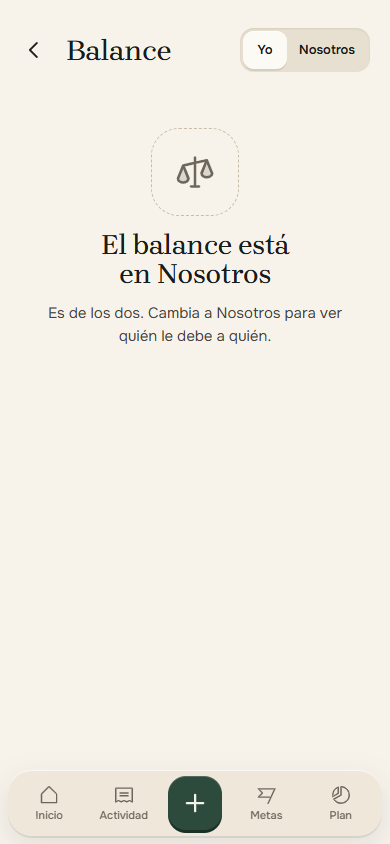 Balance
Yo
Nosotros
El balance está
en Nosotros
Es de los dos. Cambia a Nosotros para ver
quién le debe a quién.
Inicio
Actividad
Metas
Plan